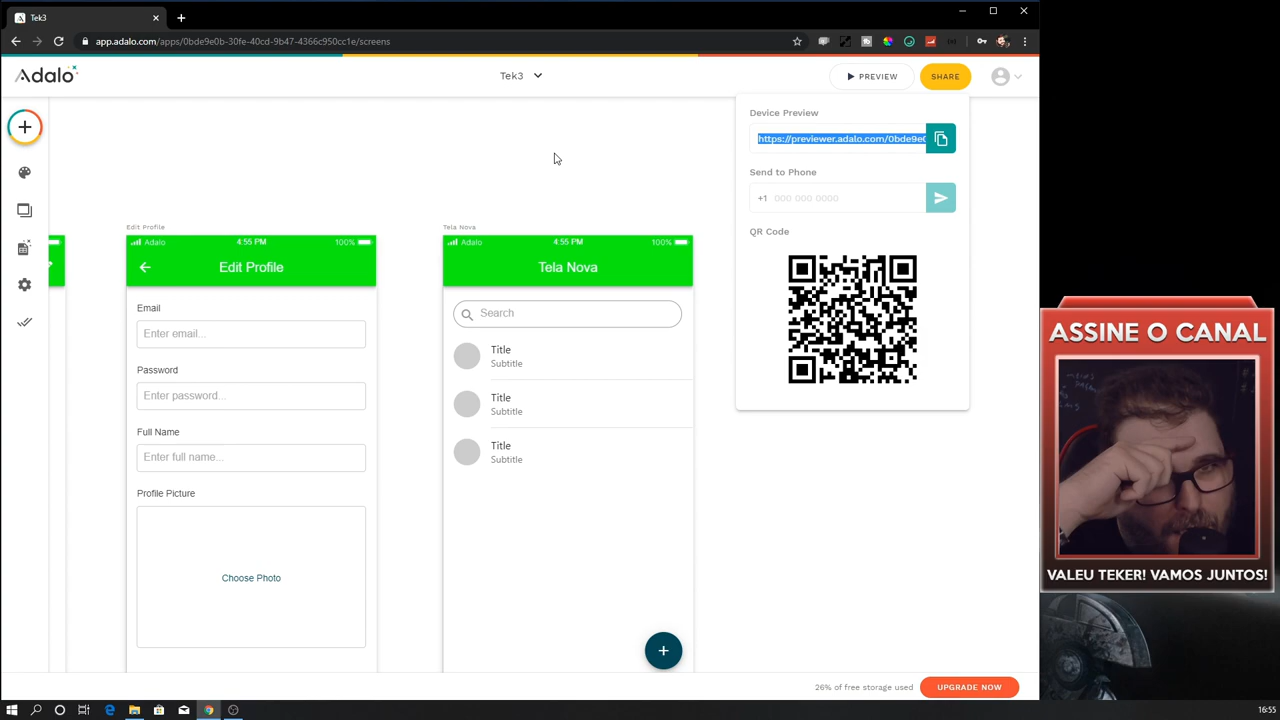 Tek3
app.adalo.com/apps/0bde9e0b-30fe-40cd-9b47-4366c950cc1e/screens
Adalo
Tek3
PREVIEW
SHARE
Device Preview
https://previewer.adalo.com/0bde9e
Send to Phone
+1 000 000 0000
QR Code
Edit Profile
Adalo 4:55 PM 100%
Edit Profile
Email
Enter email...
Password
Enter password...
Full Name
Enter full name...
Profile Picture
Choose Photo
Tela Nova
Adalo 4:55 PM 100%
Tela Nova
Search
Title
Subtitle
Title
Subtitle
Title
Subtitle
+
26% of free storage used
UPGRADE NOW
ASSINE O CANAL
VALEU TEKER! VAMOS JUNTOS!
16:55